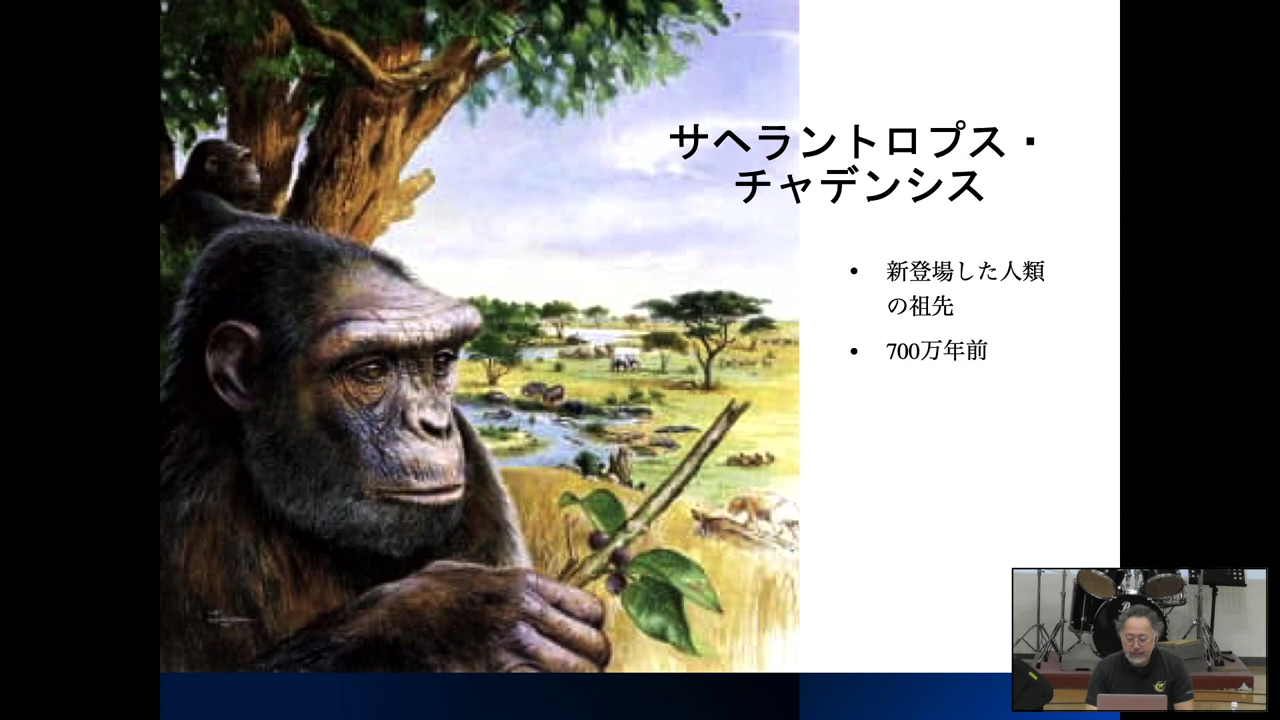 サヘラントロプス・
チャデンシス
• 新登場した人類
の祖先
• 700万年前